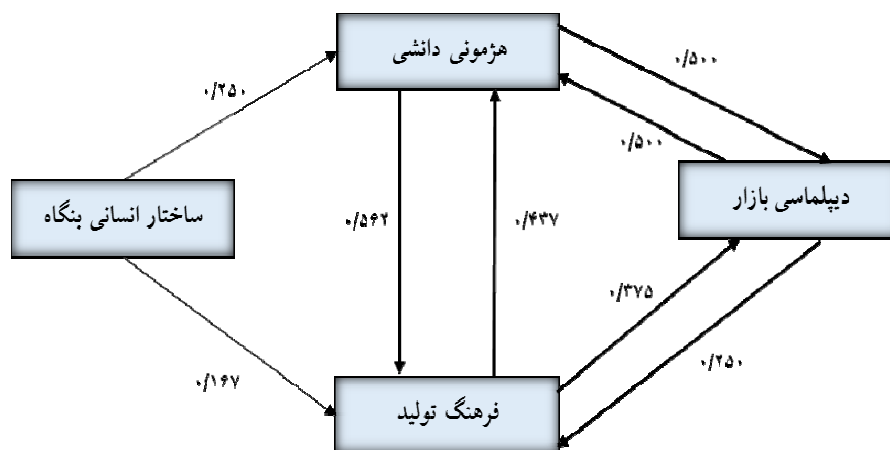 هژمونی دانشی
۰/۵۰۰
۰/۲۵۰
۰/۵۰۰
دیپلماسی بازار
ساختار انسانی بنگاه
۰/۵۶۲
۰/۴۳۷
۰/۳۷۵
۰/۲۵۰
۰/۱۶۷
فرهنگ تولید